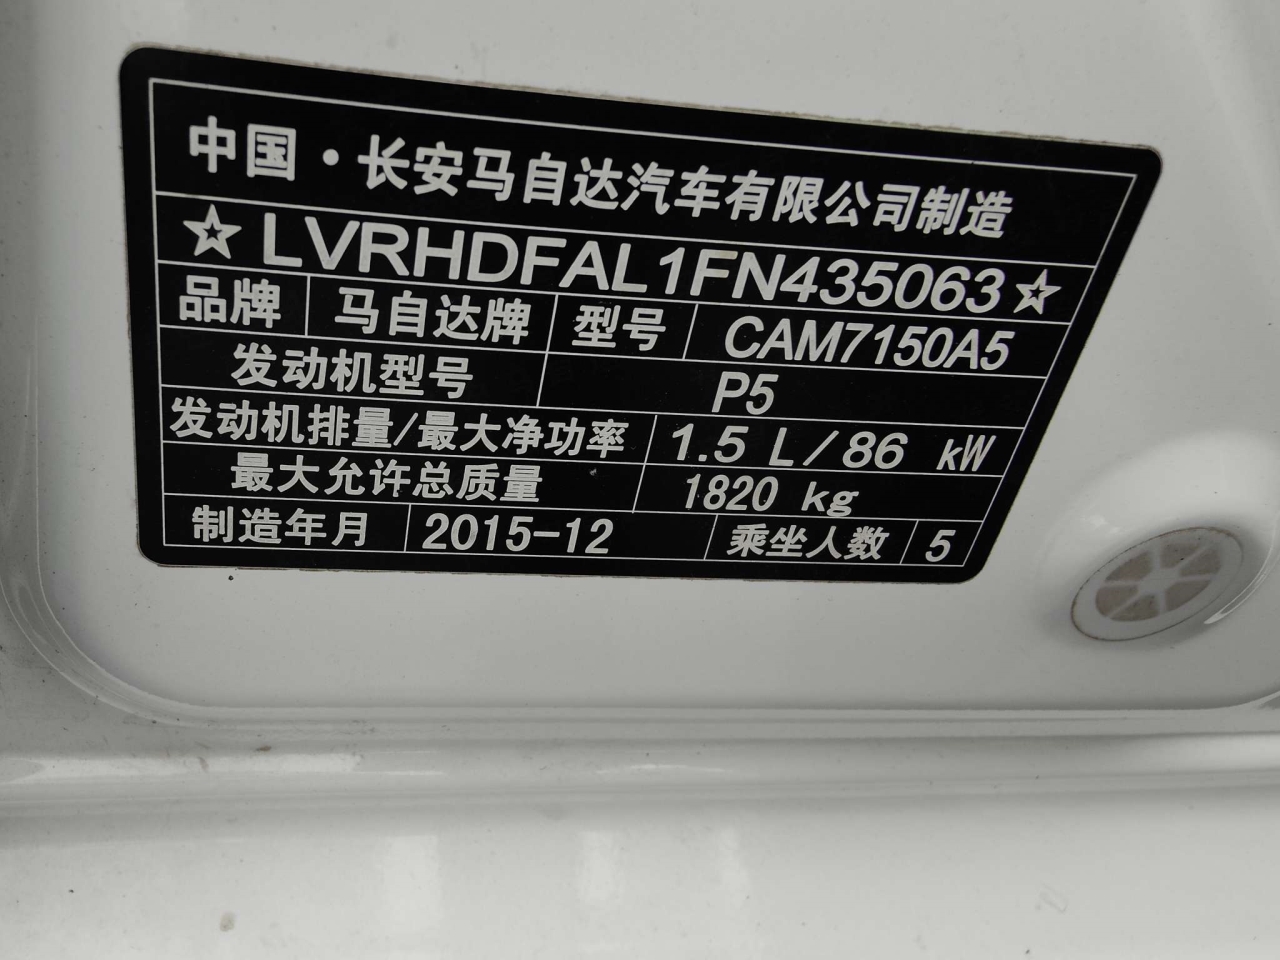 中国·长安马自达汽车有限公司制造
☆LVRHDFAL1FN435063☆
品牌 马自达牌 型号 CAM7150A5
发动机型号 P5
发动机排量/最大净功率 1.5 L/86 kW
最大允许总质量 1820 kg
制造年月 2015-12 乘坐人数 5